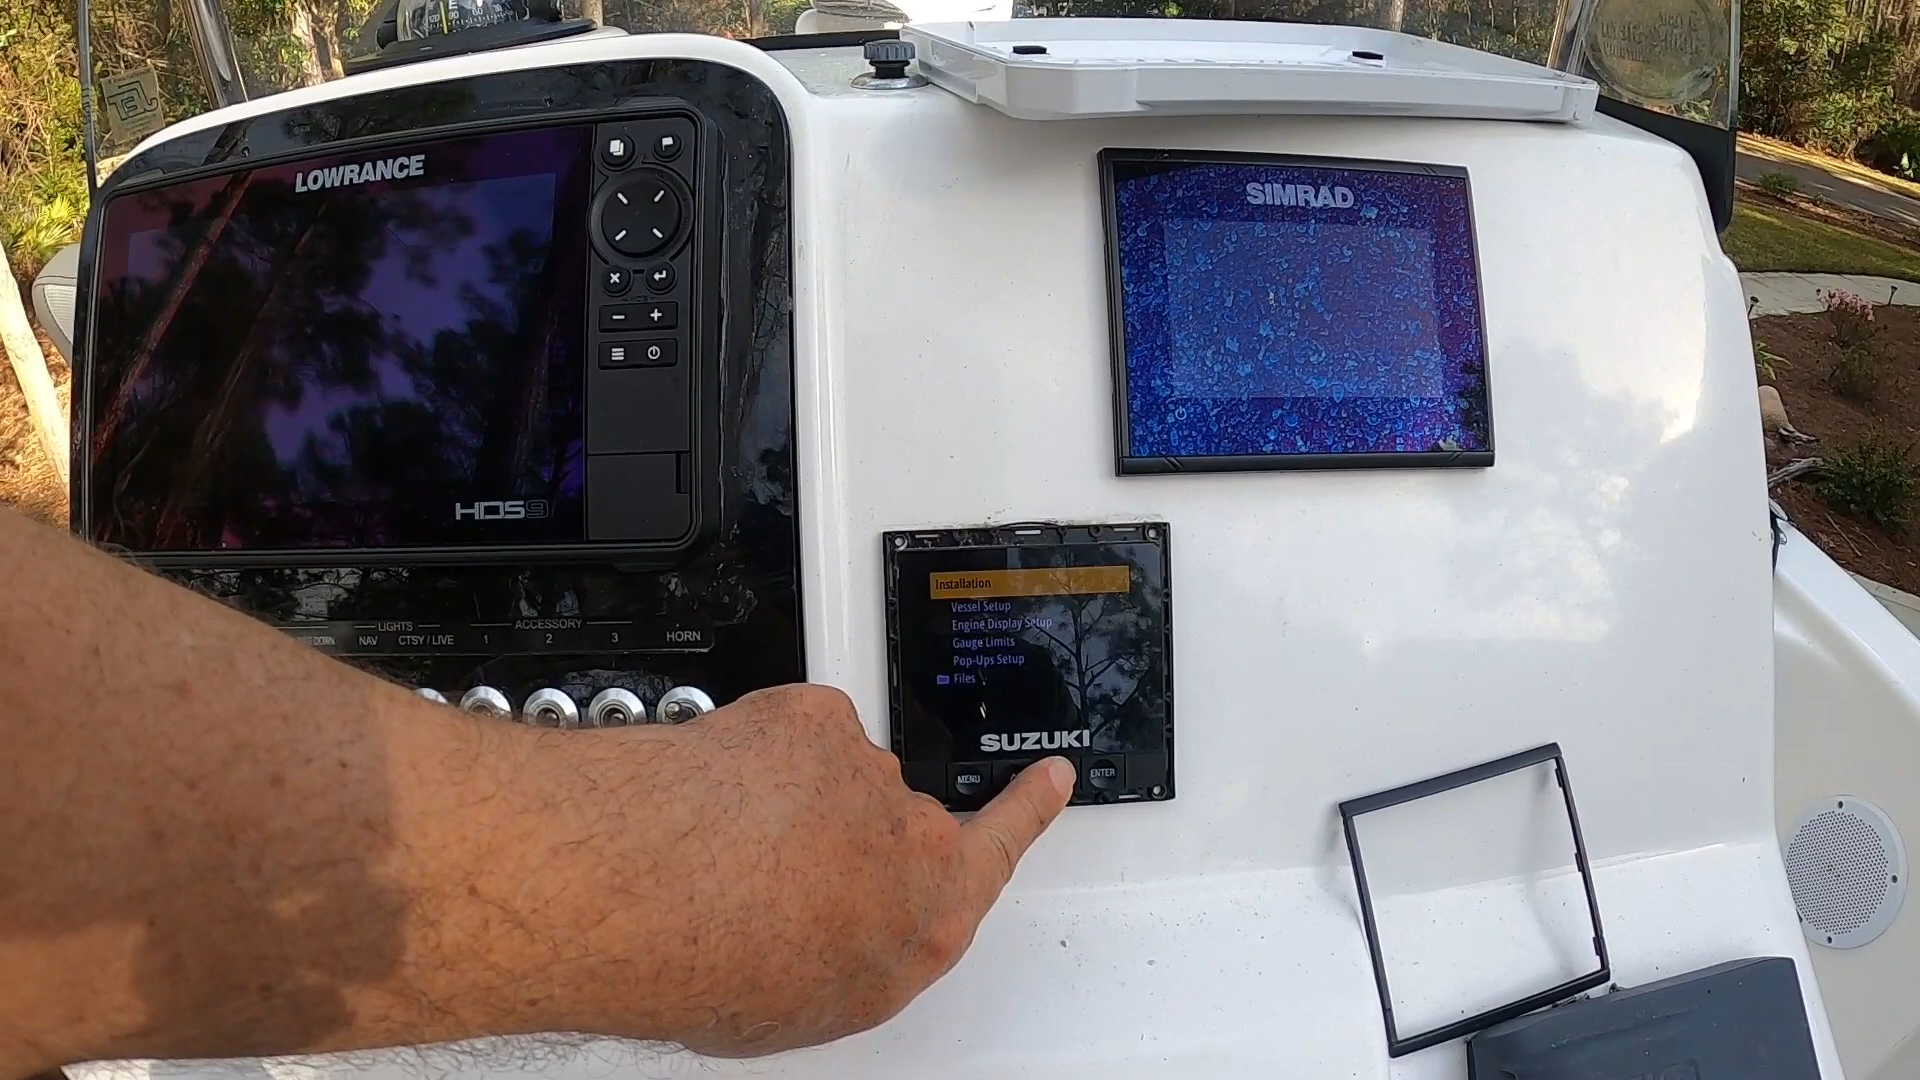 LOWRANCE
HDS9
LIGHTS
ACCESSORY
DOWN
NAV
CTSY / LIVE
1
2
3
HORN
SIMRAD
Installation
Vessel Setup
Engine Display Setup
Gauge Limits
Pop-Ups Setup
Files
SUZUKI
MENU
ENTER